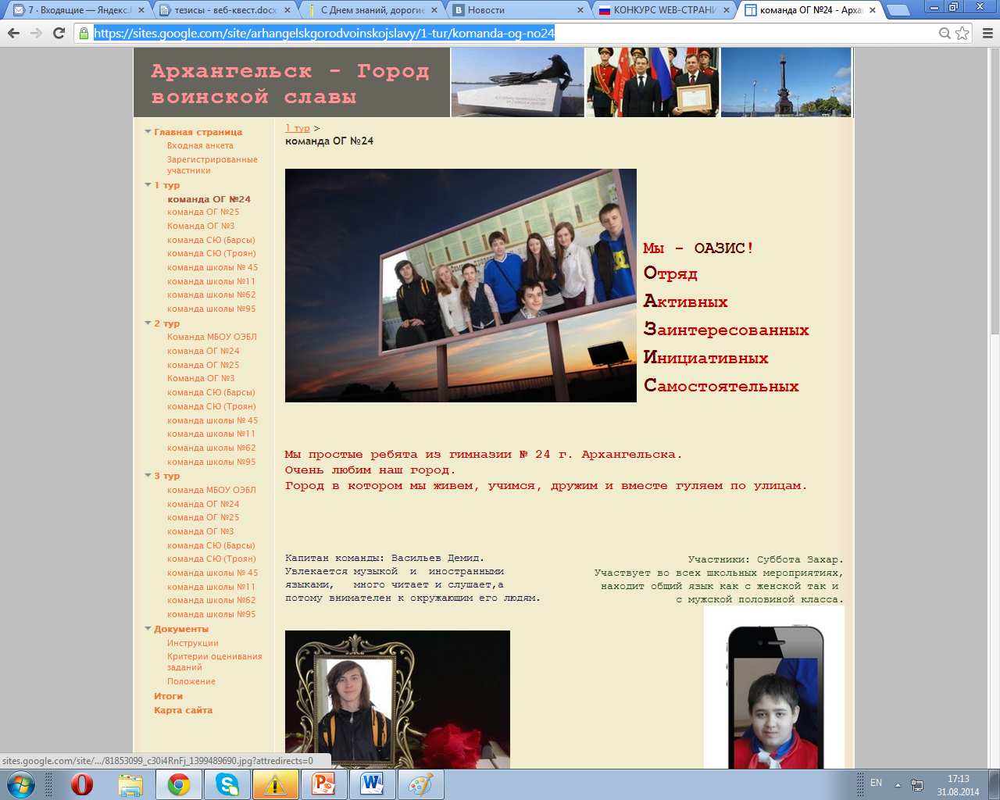 7 · Входящие — Яндекс.
тезисы - веб-квест.docx
С Днем знаний, дорогие
Новости
КОНКУРС WEB-СТРАНИ
команда ОГ №24 - Арха
https://sites.google.com/site/arhangelskgorodvoinskojslavy/1-tur/komanda-og-no24
Архангельск - Город
воинской славы
Главная страница
Входная анкета
Зарегистрированные
участники
1 тур
команда ОГ №24
команда ОГ №25
Команда ОГ №3
команда СЮ (Барсы)
команда СЮ (Троян)
команда школы № 45
команда школы №11
команда школы №62
команда школы №95
2 тур
Команда МБОУ ОЭБЛ
команда ОГ №24
команда ОГ №25
Команда ОГ №3
команда СЮ (Барсы)
команда СЮ (Троян)
команда школы № 45
команда школы №11
команда школы №62
команда школы №95
3 тур
команда МБОУ ОЭБЛ
команда ОГ №24
команда ОГ №25
команда ОГ №3
команда СЮ (Барсы)
команда СЮ (Троян)
команда школы № 45
команда школы №11
команда школы №62
команда школы №95
Документы
Инструкции
Критерии оценивания
заданий
Положение
Итоги
Карта сайта
1 тур >
команда ОГ №24
Мы - ОАЗИС!
Отряд
Активных
Заинтересованных
Инициативных
Самостоятельных
Мы простые ребята из гимназии № 24 г. Архангельска.
Очень любим наш город.
Город в котором мы живем, учимся, дружим и вместе гуляем по улицам.
Капитан команды: Васильев Демид.
Увлекается музыкой и иностранными
языками, много читает и слушает,а
потому внимателен к окружающим его людям.
Участники: Суббота Захар.
Участвует во всех школьных мероприятиях,
находит общий язык как с женской так и
с мужской половиной класса.
sites.google.com/site/.../81853099_c30i4RnFj_1399489690.jpg?attredirects=0
EN
17:13
31.08.2014